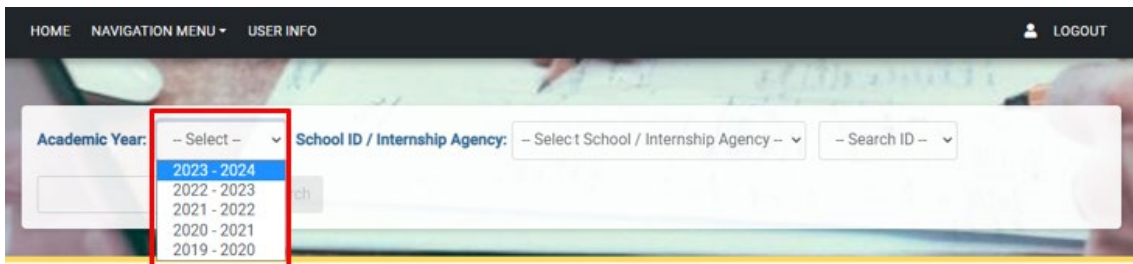 HOME NAVIGATION MENU USER INFO LOGOUT
Academic Year: -- Select -- School ID / Internship Agency: -- Select School / Internship Agency -- -- Search ID --
2023 - 2024
2022 - 2023
2021 - 2022
2020 - 2021
2019 - 2020